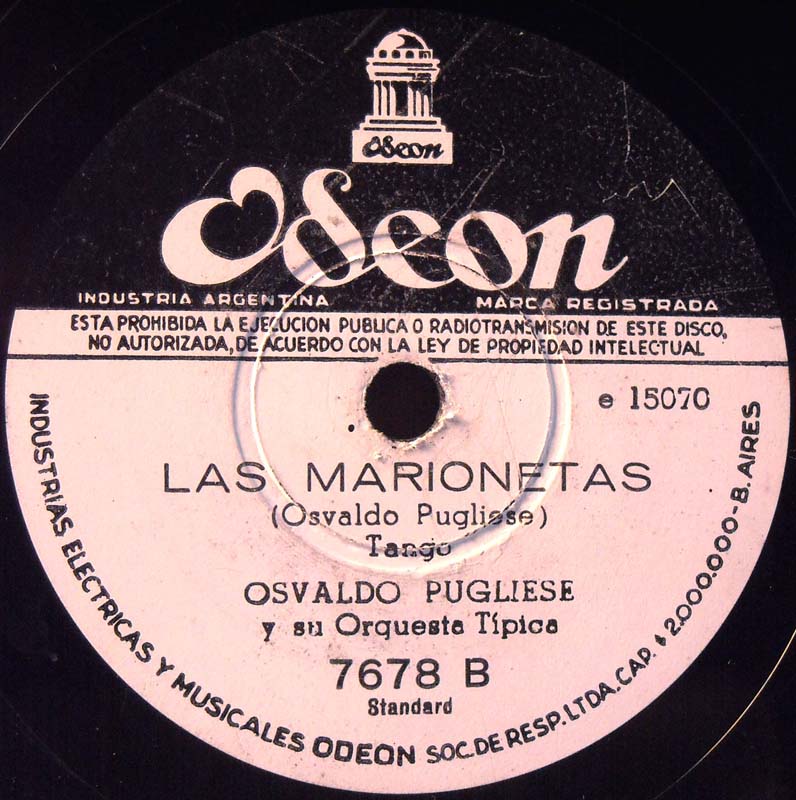 Odeon
Odeon
INDUSTRIA ARGENTINA MARCA REGISTRADA
ESTA PROHIBIDA LA EJECUCION PUBLICA O RADIOTRANSMISION DE ESTE DISCO,
NO AUTORIZADA, DE ACUERDO CON LA LEY DE PROPIEDAD INTELECTUAL
e 15070
LAS MARIONETAS
(Osvaldo Pugliese)
Tango
OSVALDO PUGLIESE
y su Orquesta Típica
7678 B
Standard
INDUSTRIAS ELECTRICAS Y MUSICALES ODEON SOC. DE RESP. LTDA. CAP. $ 2.000.000-B. AIRES